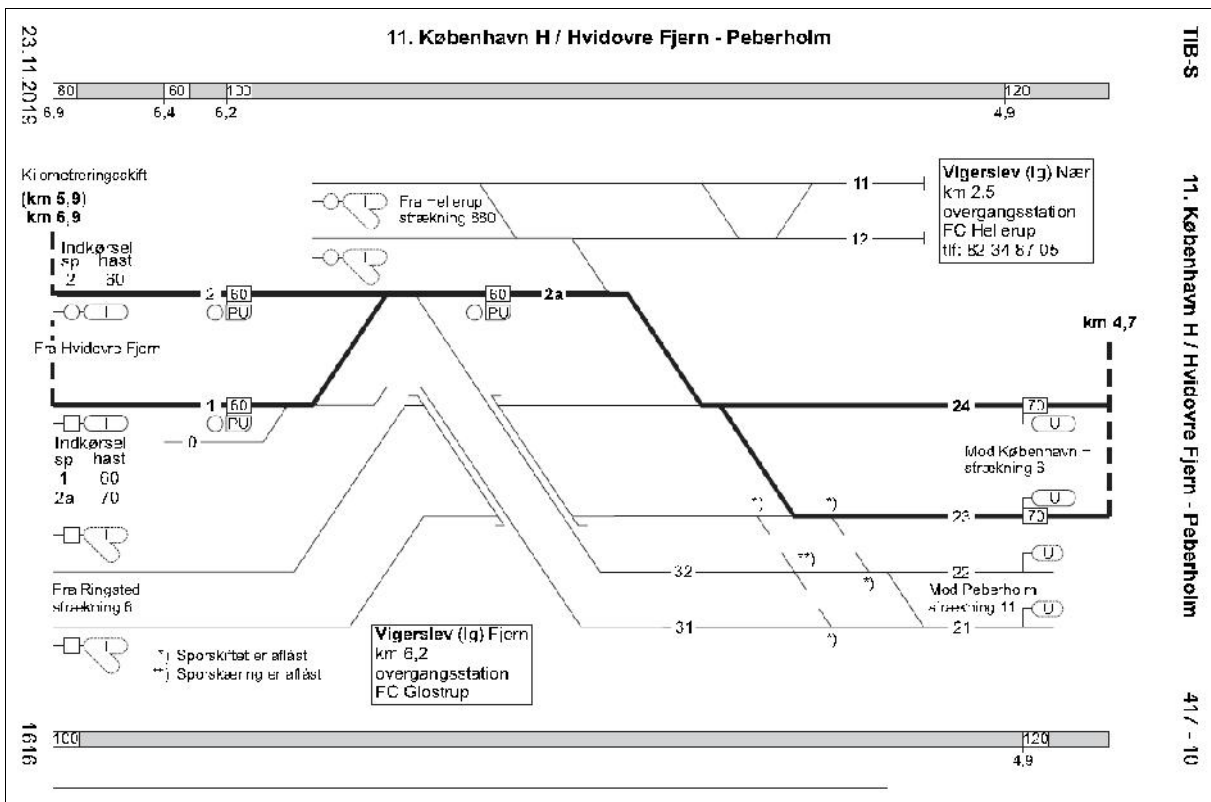 11. København H / Hvidovre Fjern - Peberholm
TIB-S
11. København H / Hvidovre Fjern - Peberholm
417 - 10
23.11.2018
1616
80 60 100 120
6,9 6,4 6,2 4,9
Kilometreringsskift
(km 5,9)
km 6,9
Indkørsel
sp hast
2 60
Fra Hellerup
strækning 880
11
12
Vigerslev (lg) Nær
km 2.5
overgangsstation
FC Hellerup
tlf: 82 34 87 05
2 60 60 2a
PU PU
I
I
I
Fra Hvidovre Fjern
km 4,7
1 60
PU
I
0
24 70
U
Indkørsel
sp hast
1 60
2a 70
Mod København H
strækning 6
U
*) *)
23 70
I
**)
*)
32 22
U
Fra Ringsted
strækning 6
Mod Peberholm
strækning 11
U
31 21
*)
I
*) Sporskiftet er aflåst
**) Sporskæring er aflåst
Vigerslev (lg) Fjern
km 6,2
overgangsstation
FC Glostrup
100 120
4,9